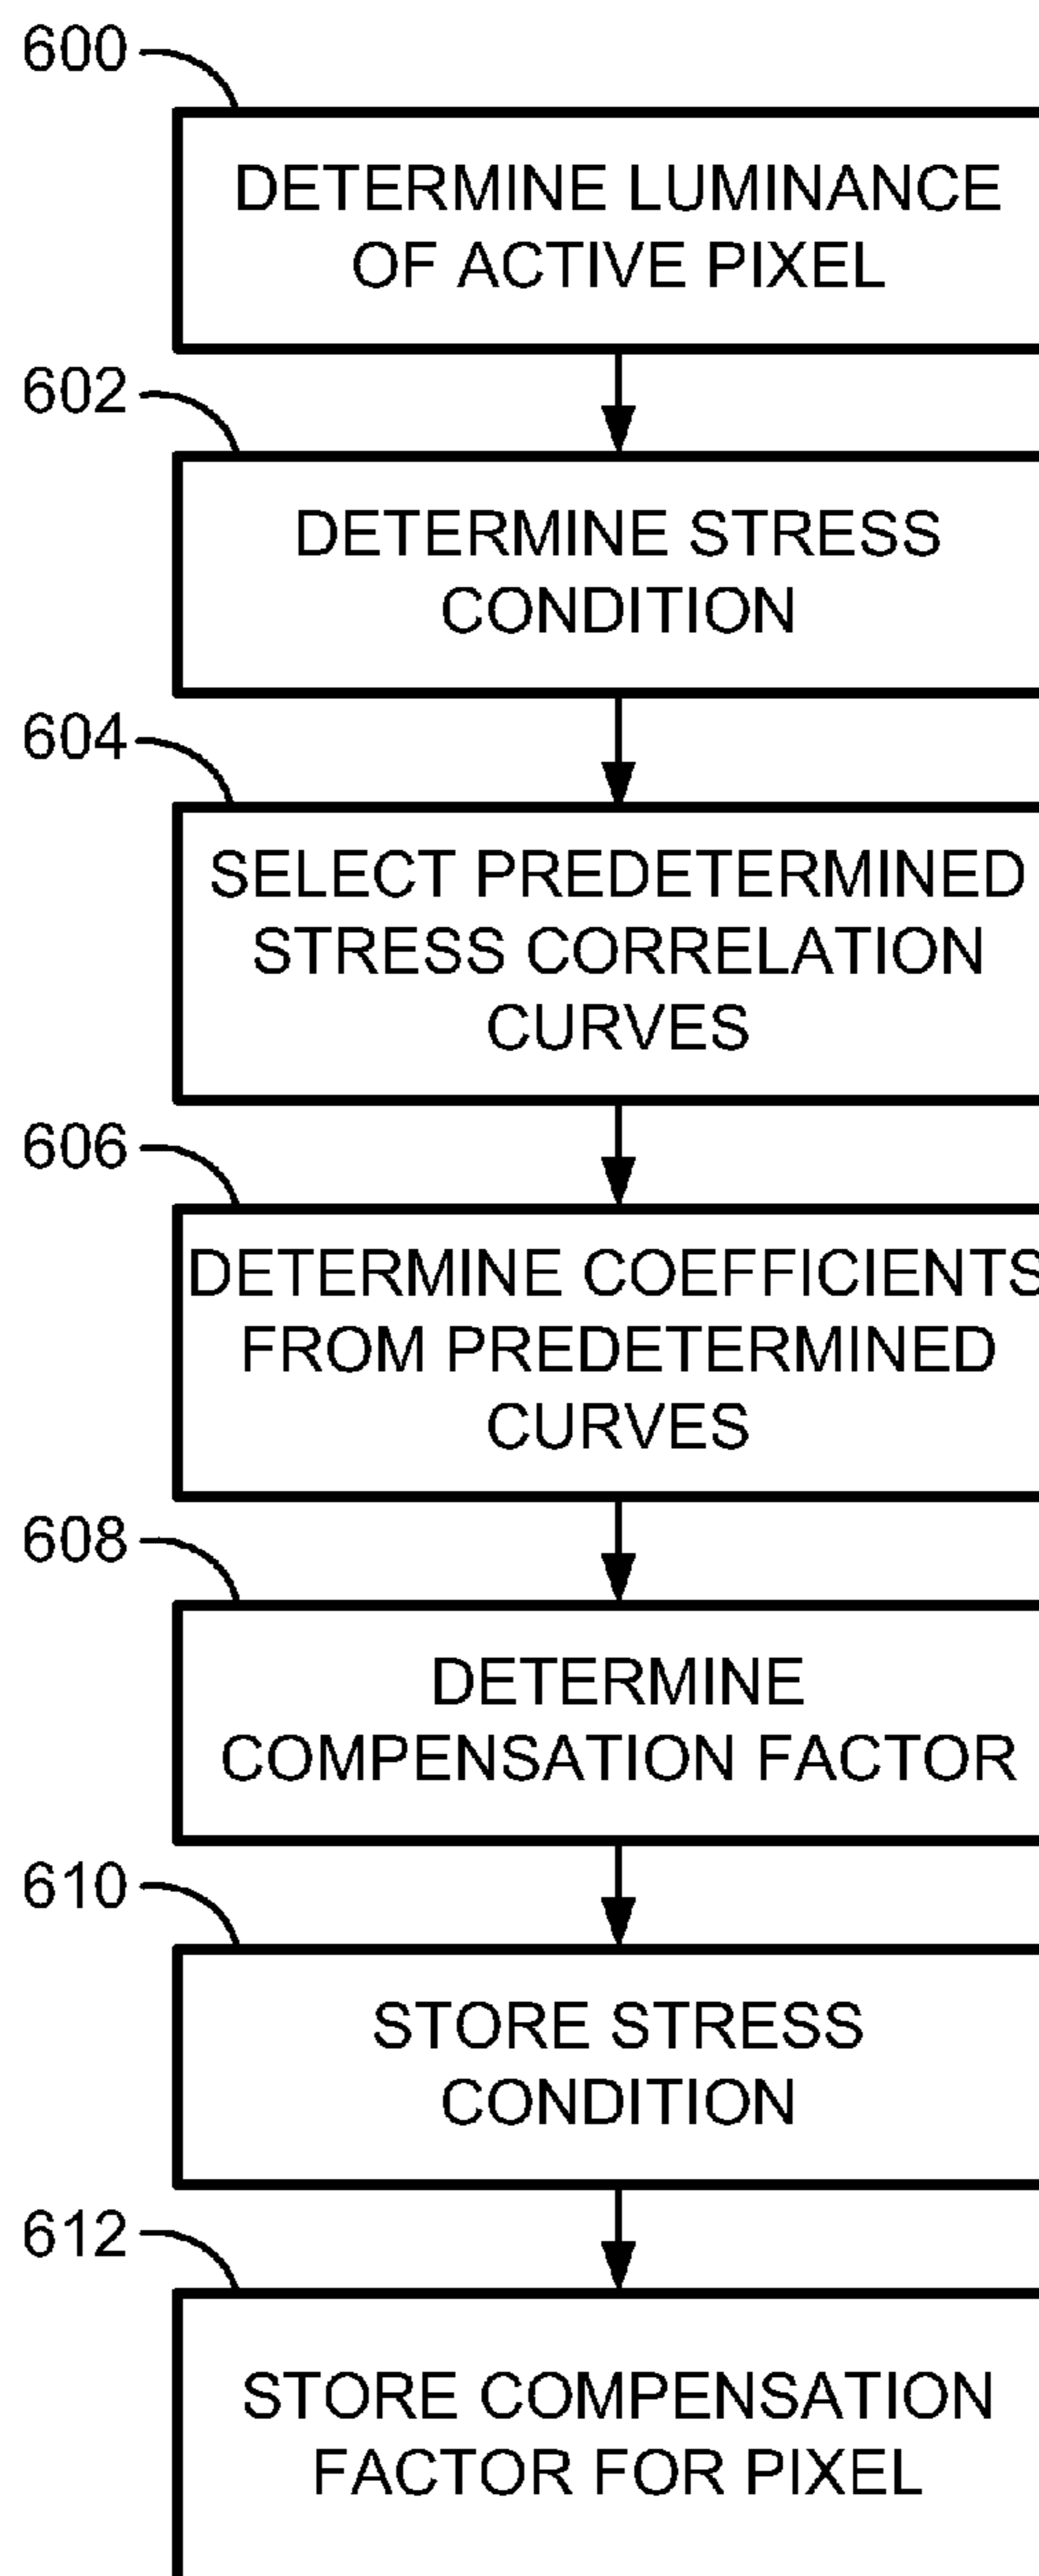 600
DETERMINE LUMINANCE
OF ACTIVE PIXEL
602
DETERMINE STRESS
CONDITION
604
SELECT PREDETERMINED
STRESS CORRELATION
CURVES
606
DETERMINE COEFFICIENTS
FROM PREDETERMINED
CURVES
608
DETERMINE
COMPENSATION FACTOR
610
STORE STRESS
CONDITION
612
STORE COMPENSATION
FACTOR FOR PIXEL